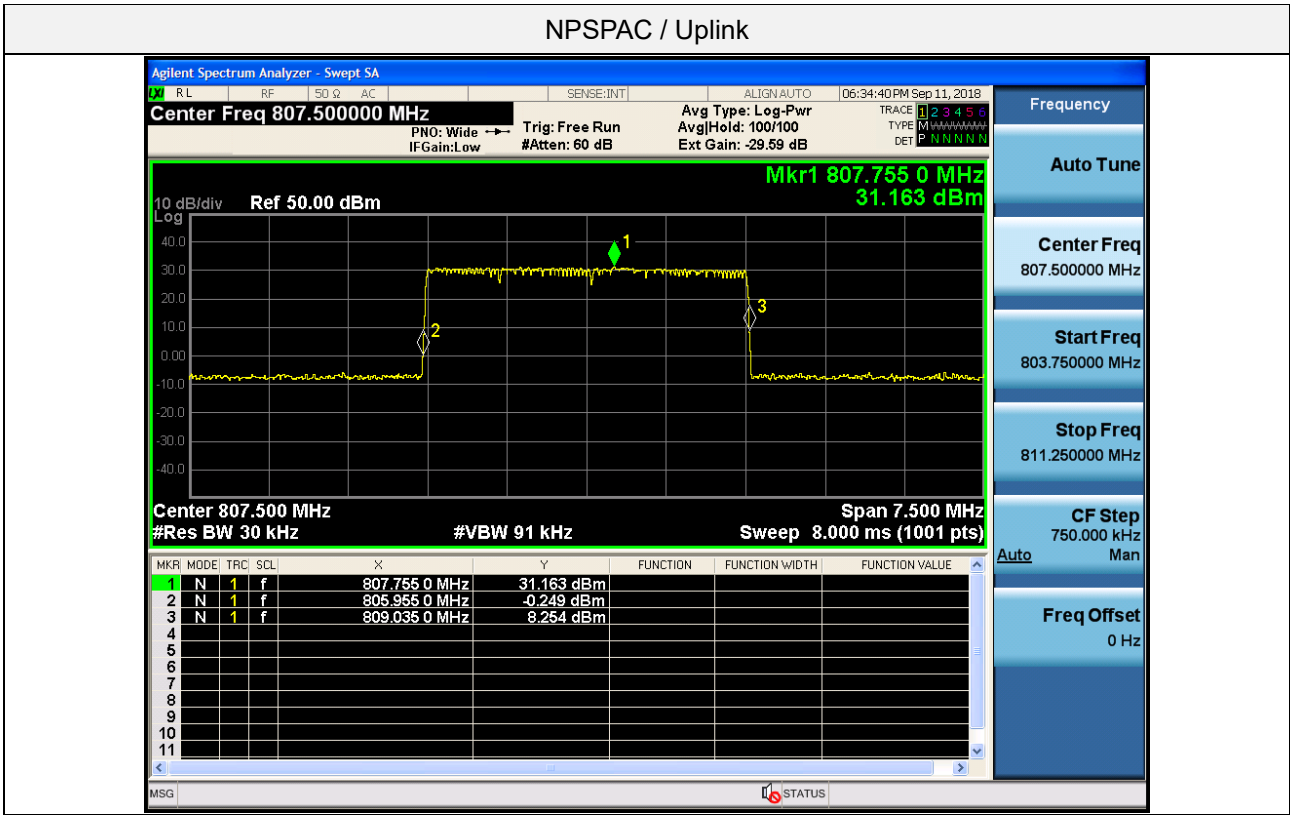 NPSPAC / Uplink
Agilent Spectrum Analyzer - Swept SA
LXI RL RF 50 Ω AC SENSE:INT ALIGN AUTO 06:34:40 PM Sep 11, 2018
Center Freq 807.500000 MHz
PNO: Wide
IFGain:Low
Trig: Free Run
#Atten: 60 dB
Avg Type: Log-Pwr
Avg|Hold: 100/100
Ext Gain: -29.59 dB
TRACE 1 2 3 4 5 6
TYPE M
DET P N N N N N
Mkr1 807.755 0 MHz
31.163 dBm
10 dB/div Ref 50.00 dBm
Log
40.0
30.0
20.0
10.0
0.00
-10.0
-20.0
-30.0
-40.0
1
2
3
Center 807.500 MHz Span 7.500 MHz
#Res BW 30 kHz #VBW 91 kHz Sweep 8.000 ms (1001 pts)
MKR MODE TRC SCL X Y FUNCTION FUNCTION WIDTH FUNCTION VALUE
1 N 1 f 807.755 0 MHz 31.163 dBm
2 N 1 f 805.955 0 MHz -0.249 dBm
3 N 1 f 809.035 0 MHz 8.254 dBm
4
5
6
7
8
9
10
11
MSG STATUS
Frequency
Auto Tune
Center Freq
807.500000 MHz
Start Freq
803.750000 MHz
Stop Freq
811.250000 MHz
CF Step
750.000 kHz
Auto Man
Freq Offset
0 Hz